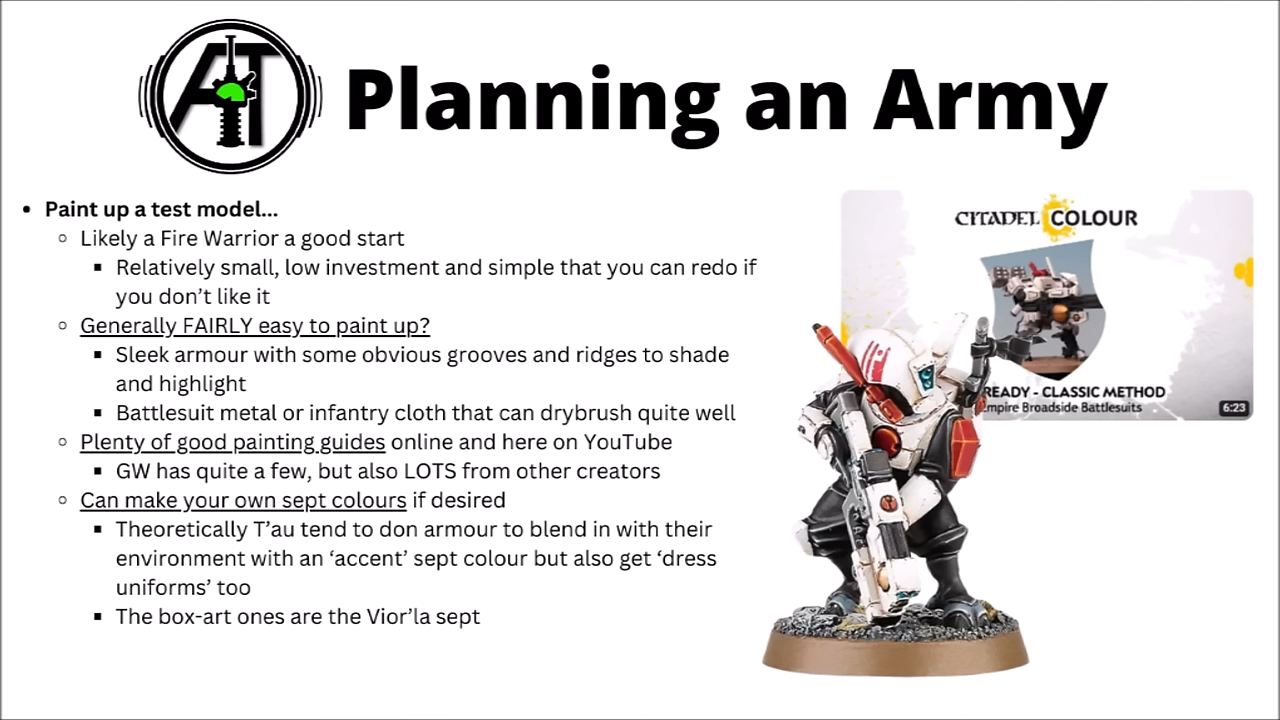 AT
Planning an Army
• Paint up a test model...
◦ Likely a Fire Warrior a good start
▪ Relatively small, low investment and simple that you can redo if
you don’t like it
◦ Generally FAIRLY easy to paint up?
▪ Sleek armour with some obvious grooves and ridges to shade
and highlight
▪ Battlesuit metal or infantry cloth that can drybrush quite well
◦ Plenty of good painting guides online and here on YouTube
▪ GW has quite a few, but also LOTS from other creators
◦ Can make your own sept colours if desired
▪ Theoretically T’au tend to don armour to blend in with their
environment with an ‘accent’ sept colour but also get ‘dress
uniforms’ too
▪ The box-art ones are the Vior’la sept
CITADEL COLOUR
READY - CLASSIC METHOD
Empire Broadside Battlesuits
6:23